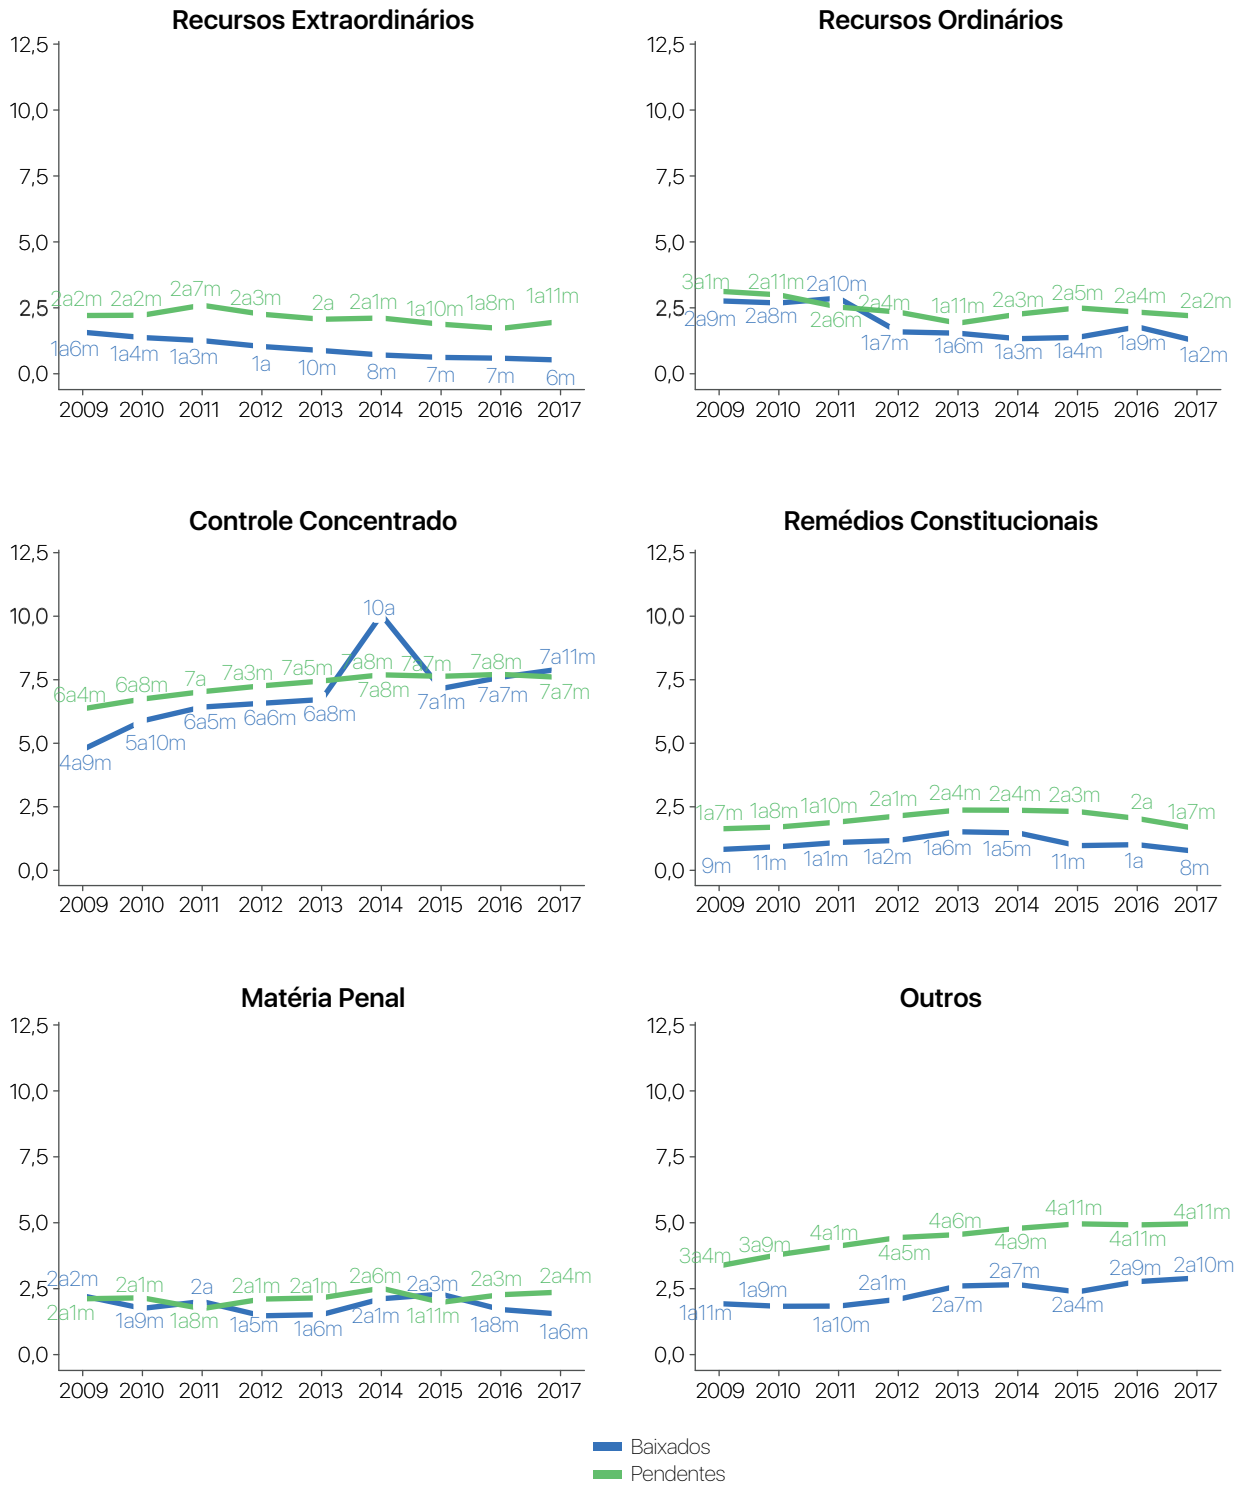 Recursos Extraordinários
12,5
10,0
7,5
5,0
2,5
0,0
2a2m 2a2m 2a7m 2a3m 2a 2a1m 1a10m 1a8m 1a11m
1a6m 1a4m 1a3m 1a 10m 8m 7m 7m 6m
2009 2010 2011 2012 2013 2014 2015 2016 2017
Recursos Ordinários
12,5
10,0
7,5
5,0
2,5
0,0
3a1m 2a11m 2a6m 2a4m 1a11m 2a3m 2a5m 2a4m 2a2m
2a9m 2a8m 2a10m 1a7m 1a6m 1a3m 1a4m 1a9m 1a2m
2009 2010 2011 2012 2013 2014 2015 2016 2017
Controle Concentrado
12,5
10,0
7,5
5,0
2,5
0,0
6a4m 6a8m 7a 7a3m 7a5m 7a8m 7a8m 7a7m 7a8m 7a7m
4a9m 5a10m 6a5m 6a6m 6a8m 10a 7a1m 7a7m 7a11m
2009 2010 2011 2012 2013 2014 2015 2016 2017
Remédios Constitucionais
12,5
10,0
7,5
5,0
2,5
0,0
1a7m 1a8m 1a10m 2a1m 2a4m 2a4m 2a3m 2a 1a7m
9m 11m 1a1m 1a2m 1a6m 1a5m 11m 1a 8m
2009 2010 2011 2012 2013 2014 2015 2016 2017
Matéria Penal
12,5
10,0
7,5
5,0
2,5
0,0
2a2m 1a9m 2a 1a5m 1a6m 2a1m 2a3m 1a8m 1a6m
2a1m 2a1m 1a8m 2a1m 2a1m 2a6m 1a11m 2a3m 2a4m
2009 2010 2011 2012 2013 2014 2015 2016 2017
Outros
12,5
10,0
7,5
5,0
2,5
0,0
3a4m 3a9m 4a1m 4a5m 4a6m 4a9m 4a11m 4a11m 4a11m
1a11m 1a9m 1a10m 2a1m 2a7m 2a7m 2a4m 2a9m 2a10m
2009 2010 2011 2012 2013 2014 2015 2016 2017
Baixados
Pendentes